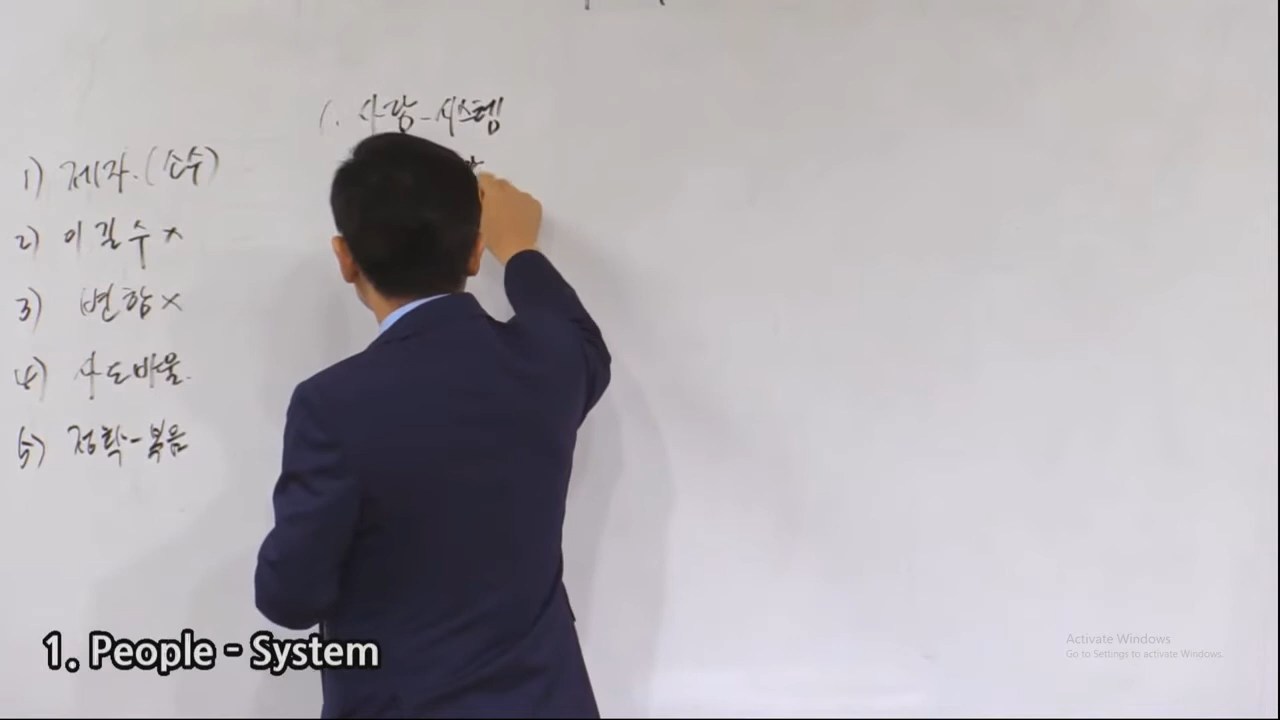 1) 제자.(소수)
2) 이길수×
3) 변함×
4) 사도바울.
5) 정확-복음
1. 사람-시스템
1. People - System
Activate Windows
Go to Settings to activate Windows.